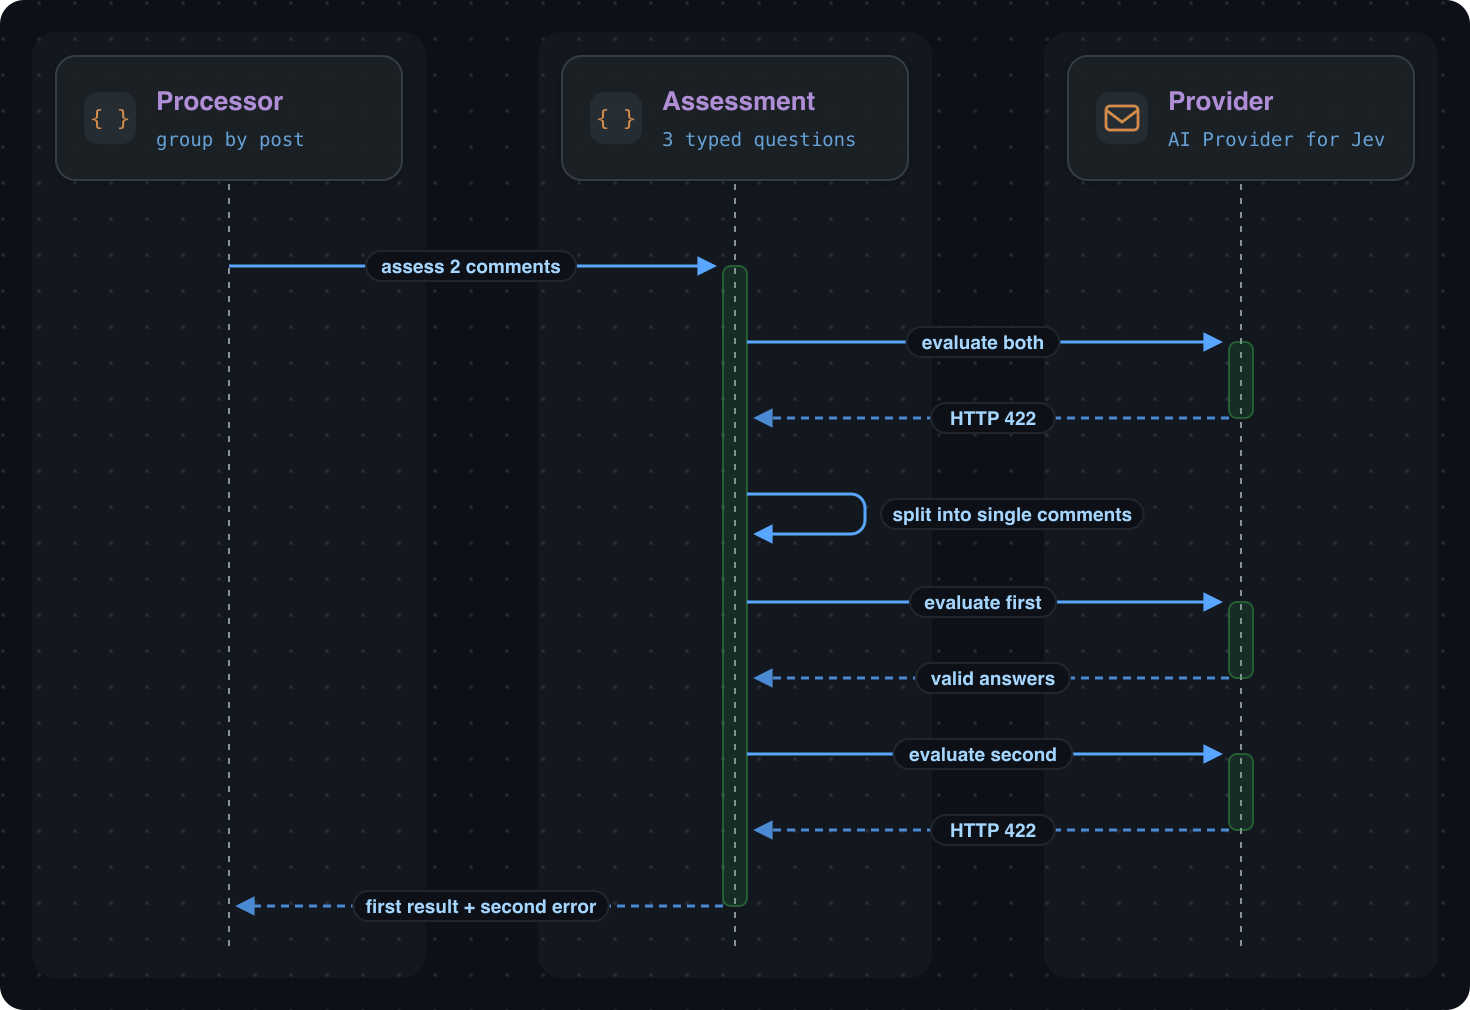 { }
Processor
group by post
{ }
Assessment
3 typed questions
Provider
AI Provider for Jev
assess 2 comments
evaluate both
HTTP 422
split into single comments
evaluate first
valid answers
evaluate second
HTTP 422
first result + second error